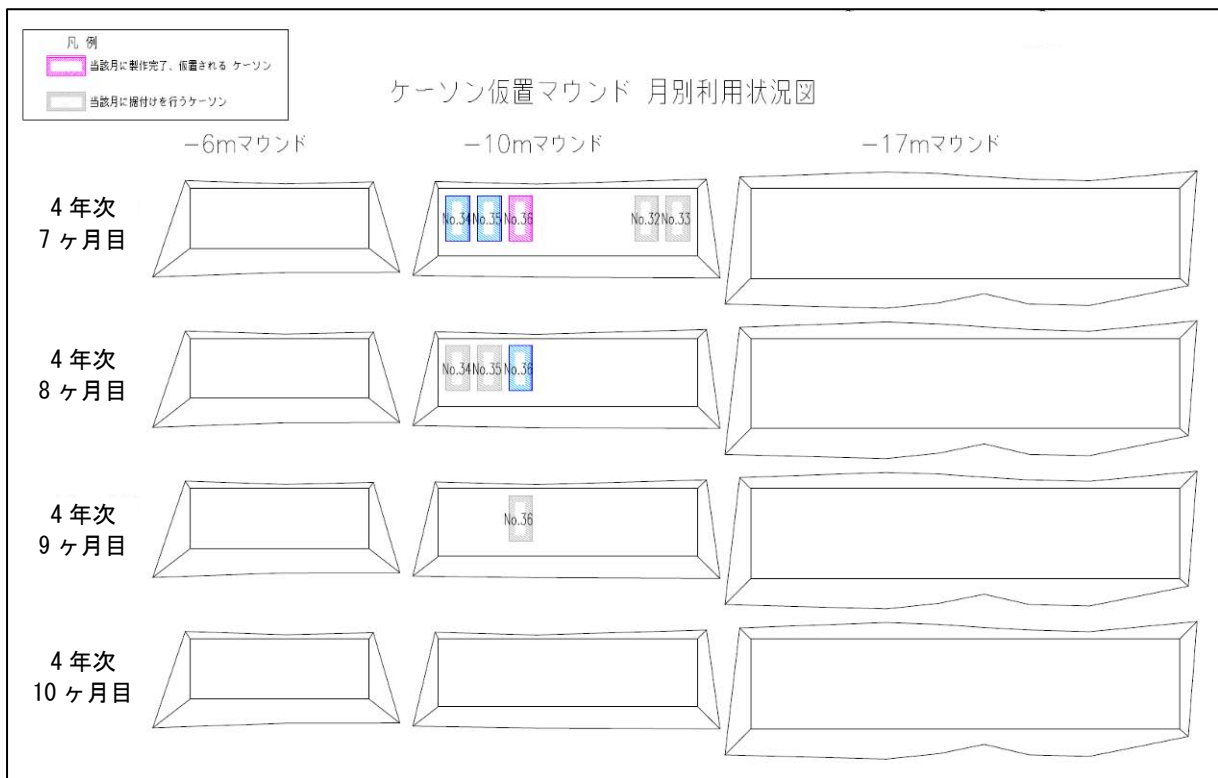 凡 例
当該月に製作完了、仮置される ケーソン
当該月に据付けを行うケーソン
ケーソン仮置マウンド 月別利用状況図
−6mマウンド −10mマウンド −17mマウンド
4年次
7ヶ月目
No.34 No.35 No.36 No.32 No.33
4年次
8ヶ月目
No.34 No.35 No.36
4年次
9ヶ月目
No.36
4年次
10ヶ月目